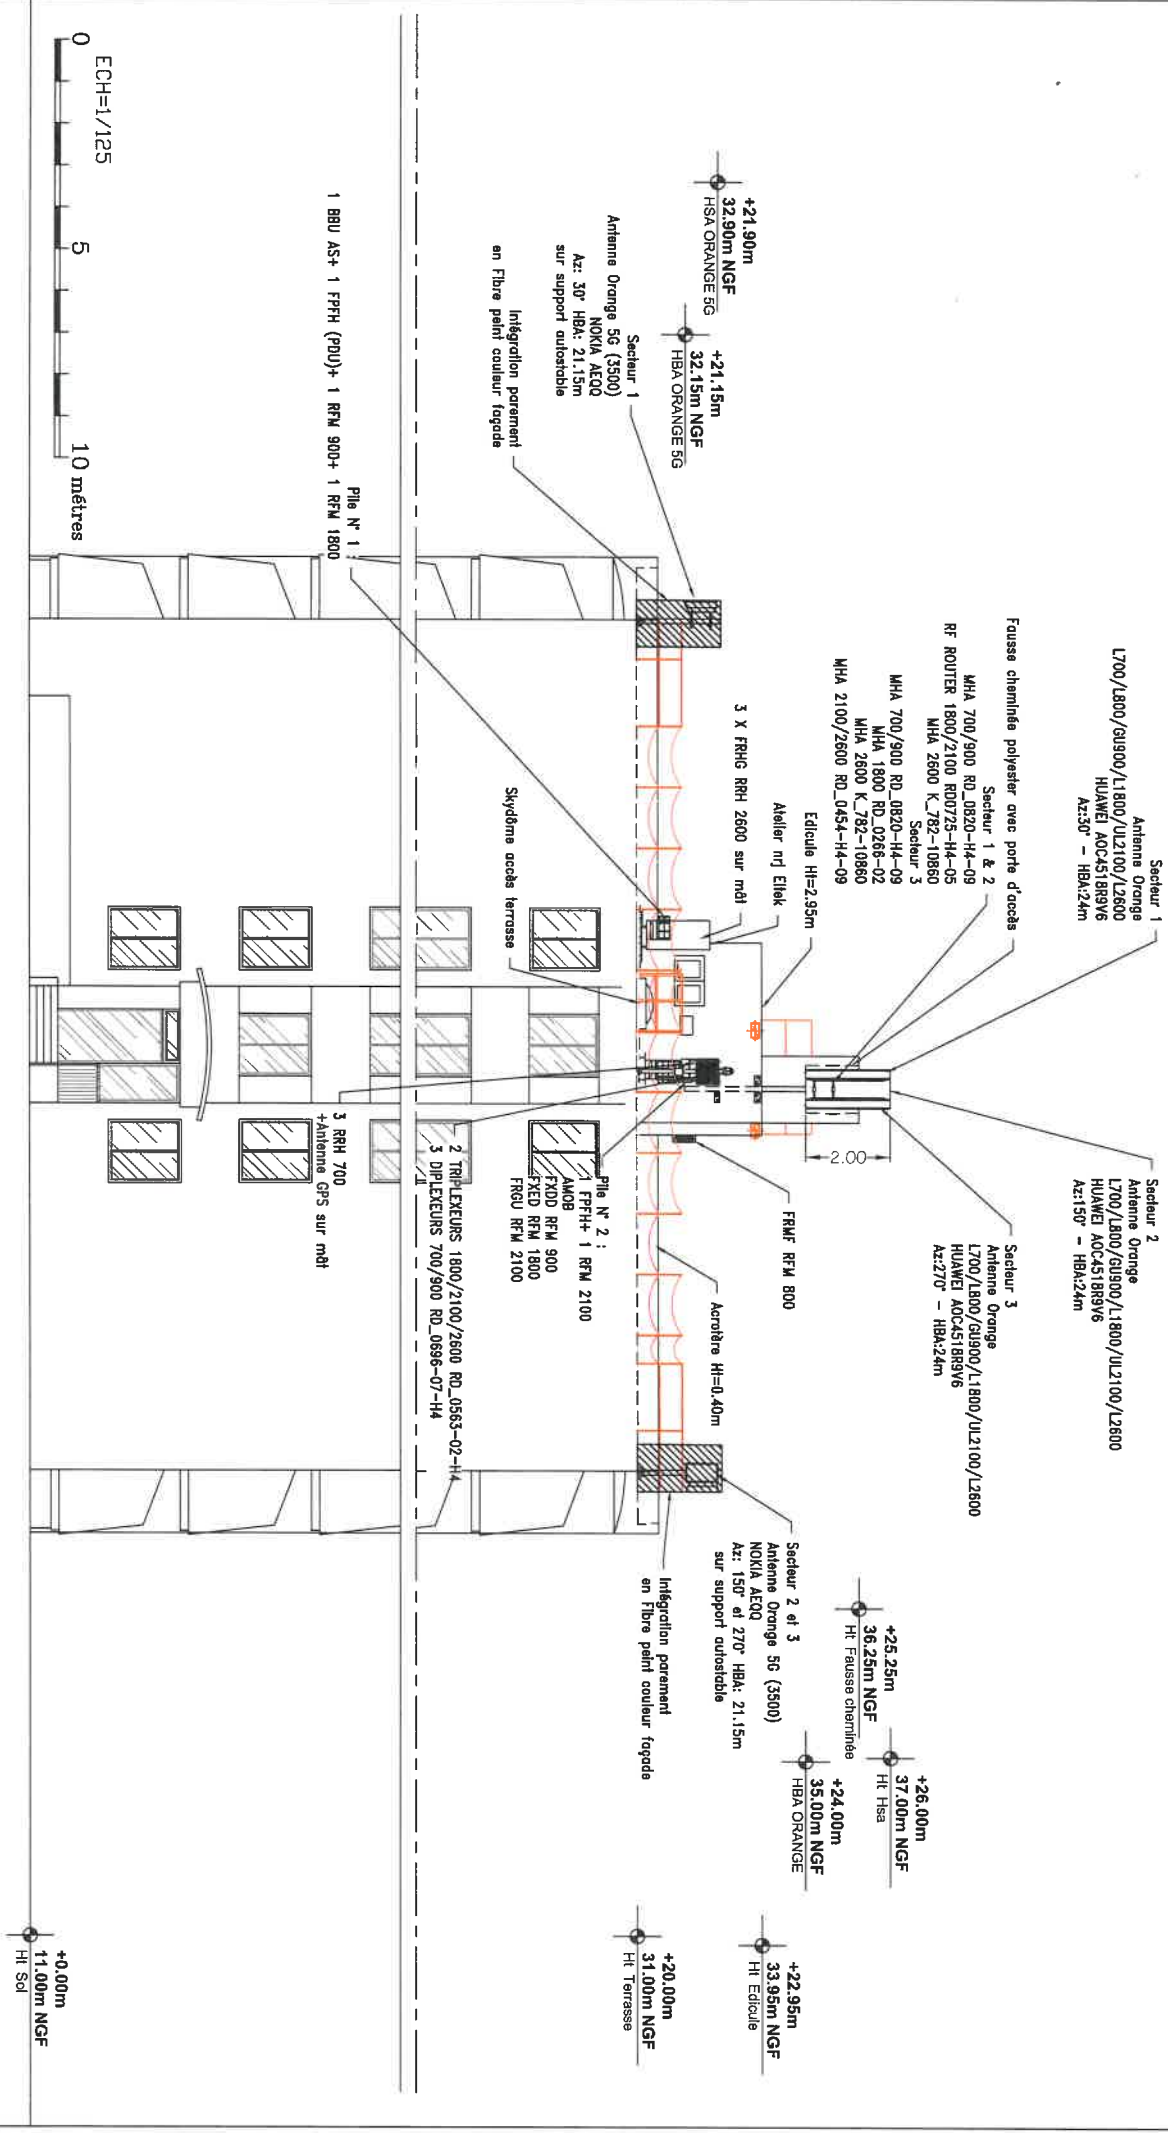 Secteur 1
Antenne Orange
L700/L800/GU900/L1800/UL2100/L2600
HUAWEI AOC4518R9V6
Az:30° - HBA:24m
Fausse cheminée polyester avec porte d'accès
Secteur 1 & 2
MHA 700/900 RD_0820-H4-09
RF ROUTER 1800/2100 RD0725-H4-05
MHA 2600 K_782-10860
Secteur 3
MHA 700/900 RD_0820-H4-09
MHA 1800 RD_0266-02
MHA 2600 K_782-10860
MHA 2100/2600 RD_0454-H4-09
Edicule Ht=2.95m
Atelier nrj Eltek
3 X FRHG RRH 2600 sur mât
Skydôme accès terrasse
Secteur 2
Antenne Orange
L700/L800/GU900/L1800/UL2100/L2600
HUAWEI AOC4518R9V6
Az:150° - HBA:24m
Secteur 3
Antenne Orange
L700/L800/GU900/L1800/UL2100/L2600
HUAWEI AOC4518R9V6
Az:270° - HBA:24m
2.00
FRMF RFM 800
Acrotère Ht=0.40m
+21.90m
32.90m NGF
HSA ORANGE 5G
+21.15m
32.15m NGF
HBA ORANGE 5G
Secteur 1
Antenne Orange 5G (3500)
NOKIA AEQQ
Az: 30° HBA: 21.15m
sur support autostable
Intégration parement
en Fibre peint couleur façade
Pile N° 1 :
1 BBU AS+ 1 FPFH (PDU)+ 1 RFM 900+ 1 RFM 1800
Pile N° 2 :
1 FPFH+ 1 RFM 2100
AMOB
FXDD RFM 900
FXED RFM 1800
FRGU RFM 2100
2 TRIPLEXEURS 1800/2100/2600 RD_0563-02-H4
3 DIPLEXEURS 700/900 RD_0696-07-H4
3 RRH 700
+Antenne GPS sur mât
Secteur 2 et 3
Antenne Orange 5G (3500)
NOKIA AEQQ
Az: 150° et 270° HBA: 21.15m
sur support autostable
Intégration parement
en Fibre peint couleur façade
+26.00m
37.00m NGF
Ht Hsa
+25.25m
36.25m NGF
Ht Fausse cheminée
+24.00m
35.00m NGF
HBA ORANGE
+22.95m
33.95m NGF
Ht Edicule
+20.00m
31.00m NGF
Ht Terrasse
+0.00m
11.00m NGF
Ht Sol
ECH=1/125
0 5 10 métres